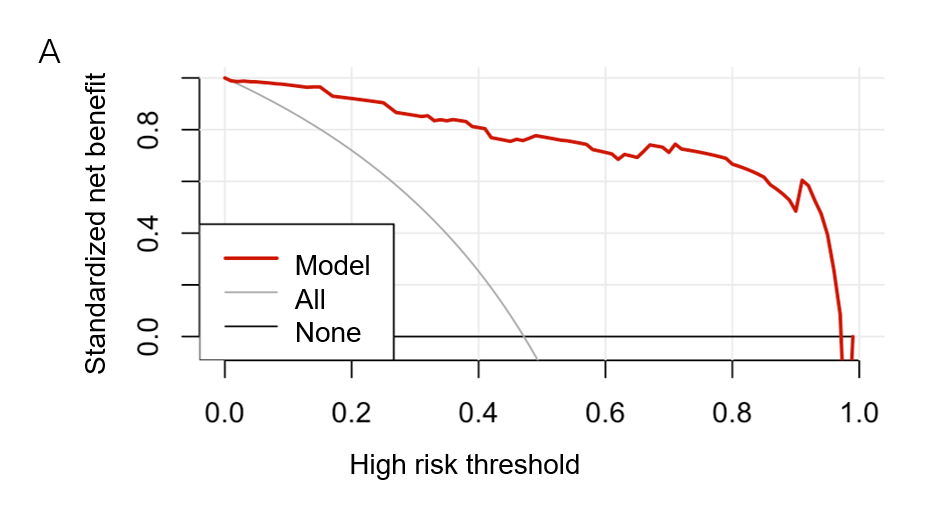 A
Standardized net benefit
0.8
0.4
0.0
Model
All
None
0.0 0.2 0.4 0.6 0.8 1.0
High risk threshold